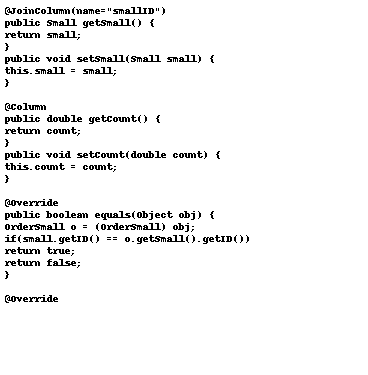 @JoinColumn(name="smallID")
public Small getSmall() {
return small;
}
public void setSmall(Small small) {
this.small = small;
}

@Column
public double getCount() {
return count;
}
public void setCount(double count) {
this.count = count;
}

@Override
public boolean equals(Object obj) {
OrderSmall o = (OrderSmall) obj;
if(small.getID() == o.getSmall().getID())
return true;
return false;
}

@Override